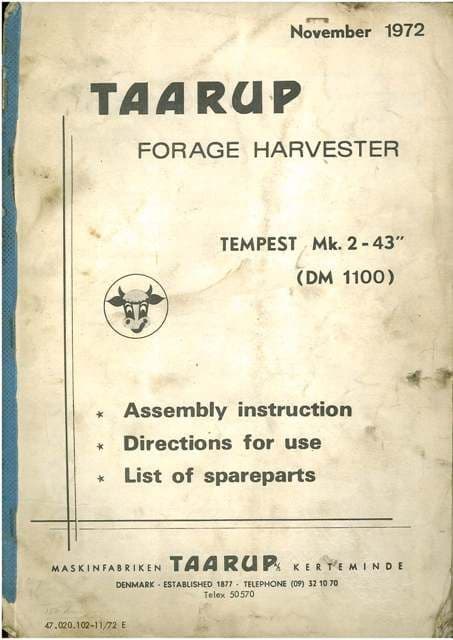 November 1972
TAARUP
FORAGE HARVESTER
TEMPEST Mk. 2-43"
(DM 1100)
* Assembly instruction
* Directions for use
* List of spareparts
MASKINFABRIKEN TAARUP A/S KERTEMINDE
DENMARK - ESTABLISHED 1877 - TELEPHONE (09) 32 10 70
Telex 50570
47.020.102-11/72 E